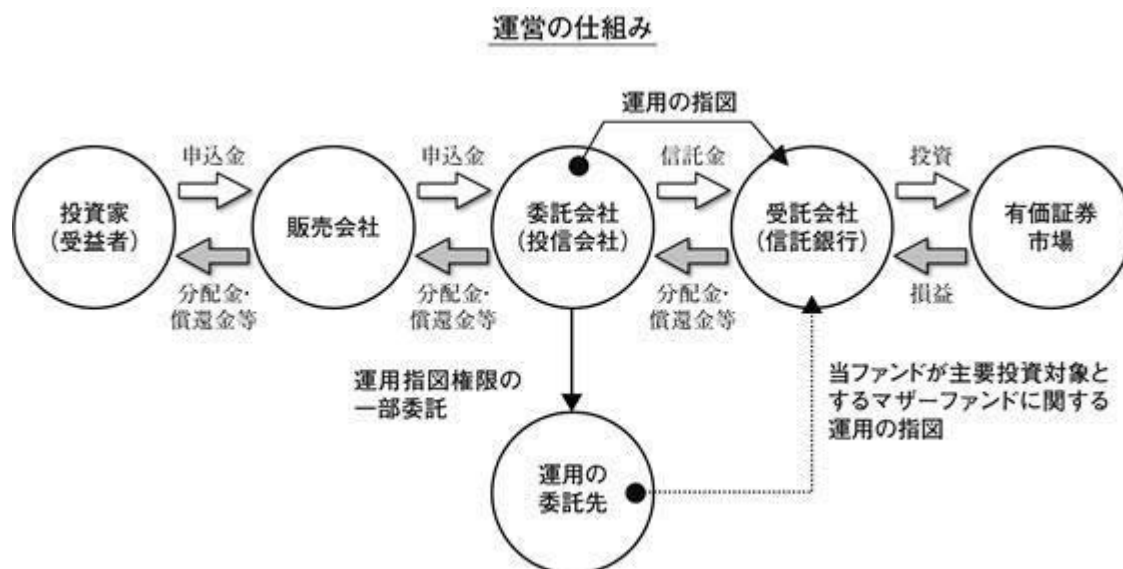 運営の仕組み
運用の指図
申込金
申込金
信託金
投資
投資家
(受益者)
販売会社
委託会社
(投信会社)
受託会社
(信託銀行)
有価証券
市場
分配金・
償還金等
分配金・
償還金等
分配金・
償還金等
損益
運用指図権限の
一部委託
当ファンドが主要投資対象と
するマザーファンドに関する
運用の指図
運用の
委託先